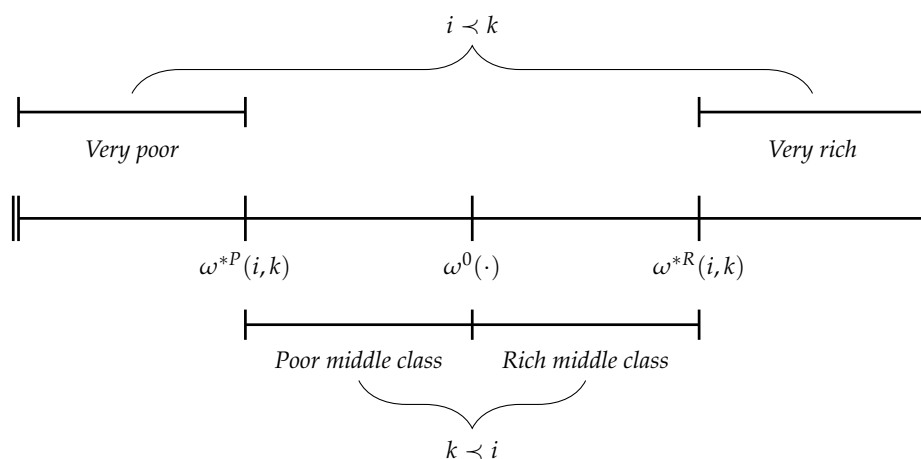 i ≺ k
Very poor Very rich
ω*P(i, k) ω0(·) ω*R(i, k)
Poor middle class Rich middle class
k ≺ i